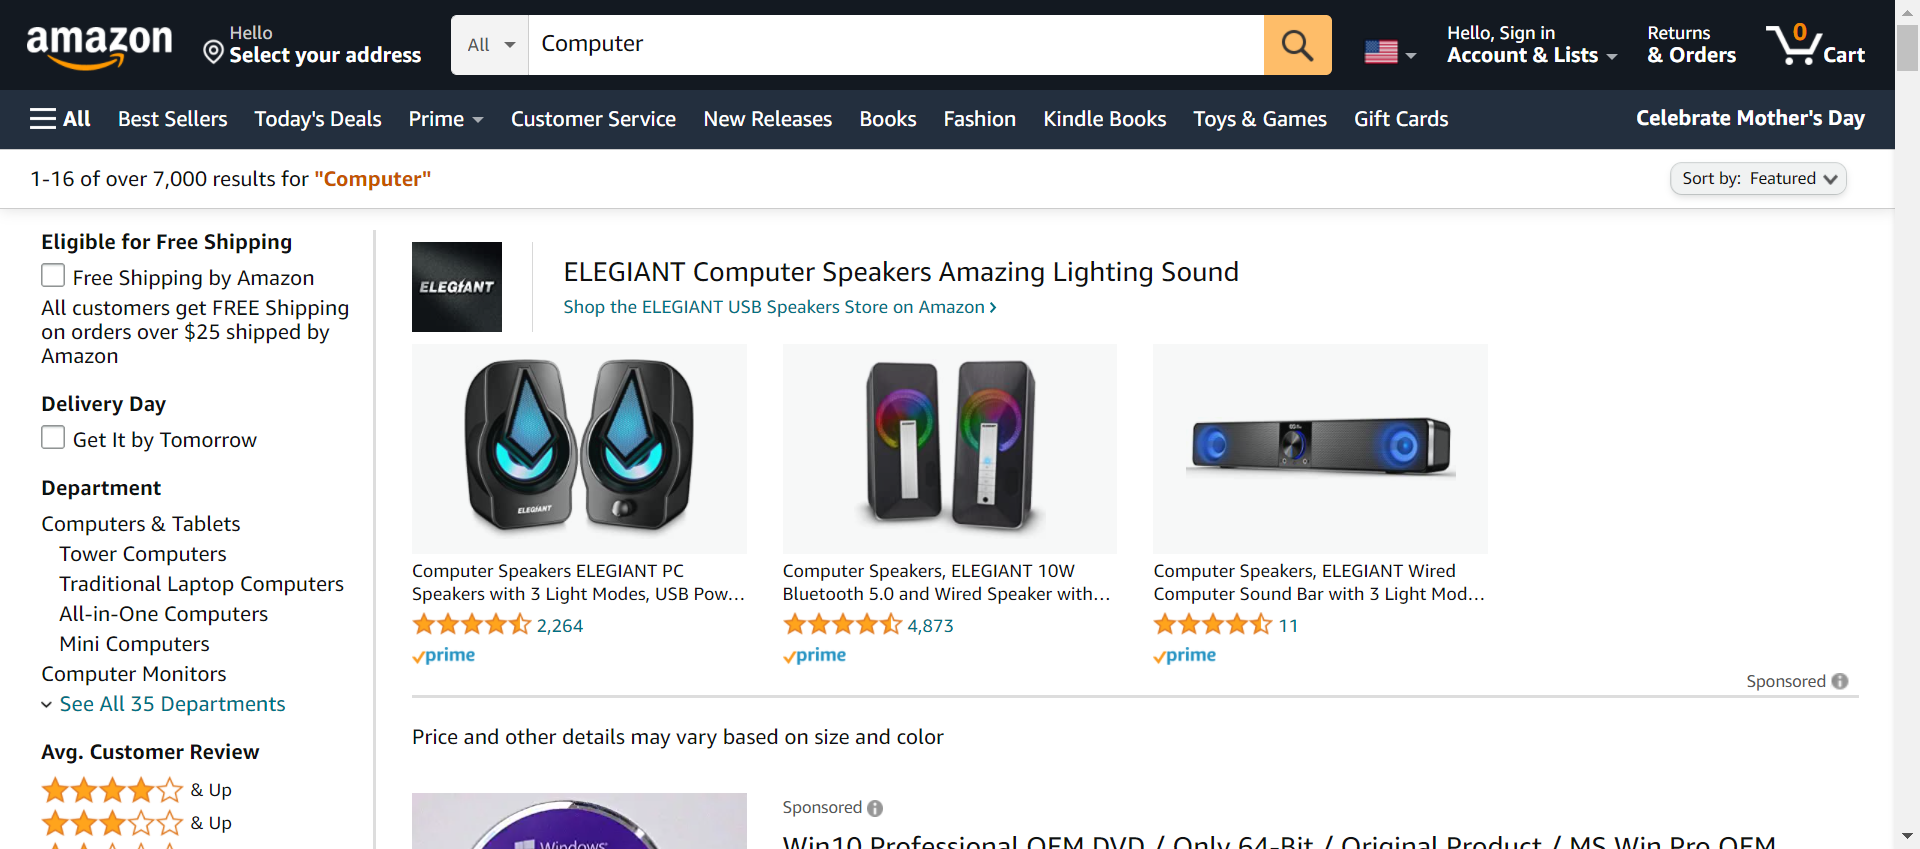 amazon
Hello
Select your address
All
Computer
Hello, Sign in
Account & Lists
Returns
& Orders
0
Cart
All
Best Sellers
Today's Deals
Prime
Customer Service
New Releases
Books
Fashion
Kindle Books
Toys & Games
Gift Cards
Celebrate Mother's Day
1-16 of over 7,000 results for "Computer"
Sort by: Featured
Eligible for Free Shipping
Free Shipping by Amazon
All customers get FREE Shipping
on orders over $25 shipped by
Amazon
Delivery Day
Get It by Tomorrow
Department
Computers & Tablets
Tower Computers
Traditional Laptop Computers
All-in-One Computers
Mini Computers
Computer Monitors
See All 35 Departments
Avg. Customer Review
& Up
& Up
ELEGIANT
ELEGIANT Computer Speakers Amazing Lighting Sound
Shop the ELEGIANT USB Speakers Store on Amazon ›
ELEGIANT
Computer Speakers ELEGIANT PC
Speakers with 3 Light Modes, USB Pow…
2,264
prime
Computer Speakers, ELEGIANT 10W
Bluetooth 5.0 and Wired Speaker with…
4,873
prime
Computer Speakers, ELEGIANT Wired
Computer Sound Bar with 3 Light Mod…
11
prime
Sponsored
Price and other details may vary based on size and color
Windows
Sponsored
Win10 Professional OEM DVD / Only 64-Bit / Original Product / MS Win Pro OEM